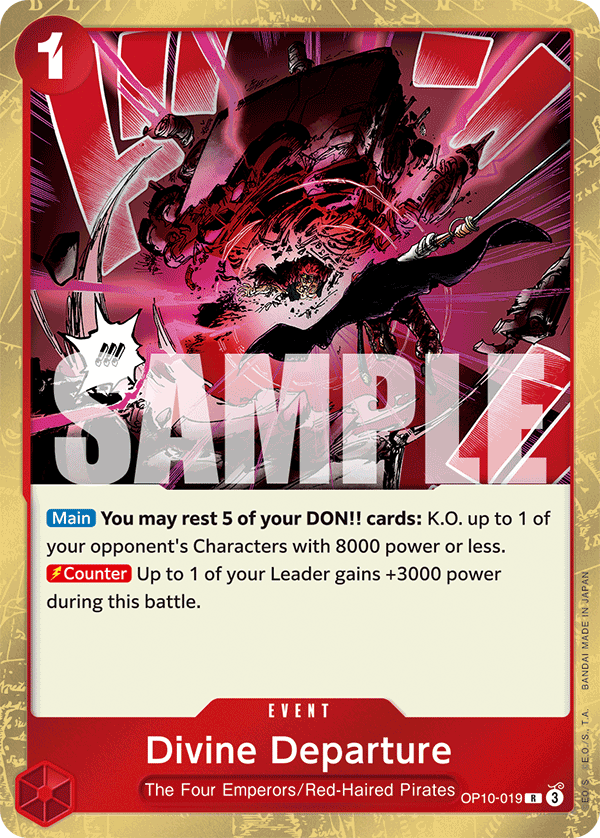 1
!!!
SAMPLE
Main You may rest 5 of your DON!! cards: K.O. up to 1 of
your opponent's Characters with 8000 power or less.
Counter Up to 1 of your Leader gains +3000 power
during this battle.
EVENT
Divine Departure
The Four Emperors/Red-Haired Pirates
OP10-019 R 3
©E.O./S. ©E.O./S.,T.A. BANDAI MADE IN JAPAN